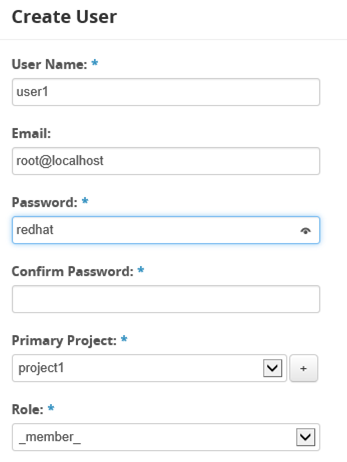 Create User
User Name: *
user1
Email:
root@localhost
Password: *
redhat
Confirm Password: *
Primary Project: *
project1
+
Role: *
_member_